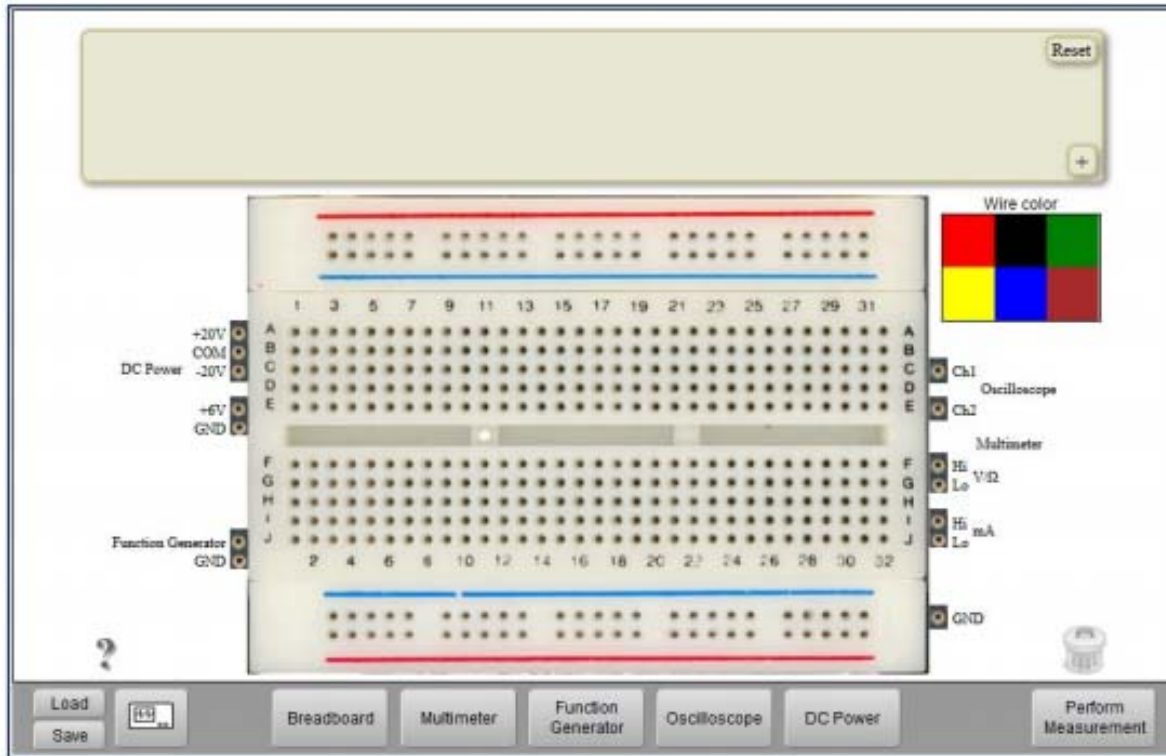 Reset
+
Wire color
1 3 5 7 9 11 13 15 17 19 21 23 25 27 29 31
A A
B B
C C
D D
E E
+20V
COM
DC Power -20V
+6V
GND
Ch1
Oscilloscope
Ch2
Multimeter
F F
G G
H H
I I
J J
Hi
Lo V/Ω
Hi
Lo mA
Function Generator
GND
2 4 6 8 10 12 14 16 18 20 22 24 26 28 30 32
GND
?
Load
Save
Breadboard
Multimeter
Function
Generator
Oscilloscope
DC Power
Perform
Measurement